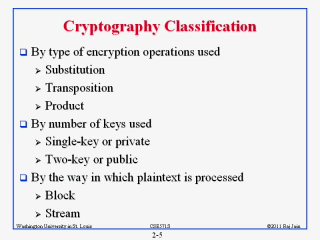 Cryptography Classification
By type of encryption operations used
Substitution
Transposition
Product
By number of keys used
Single-key or private
Two-key or public
By the way in which plaintext is processed
Block
Stream
Washington University in St. Louis CSE571S ©2011 Raj Jain
2-5